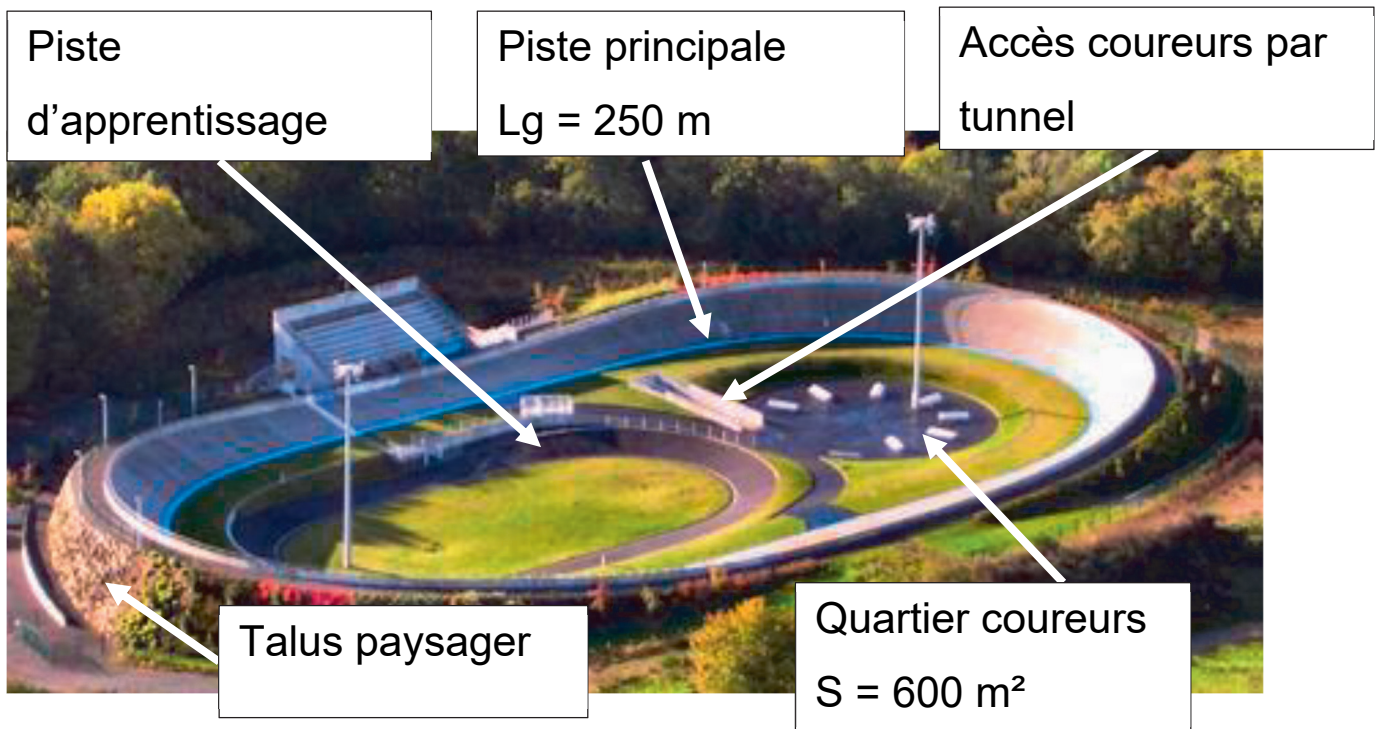 Piste
d’apprentissage
Piste principale
Lg = 250 m
Accès coureurs par
tunnel
Talus paysager
Quartier coureurs
S = 600 m²